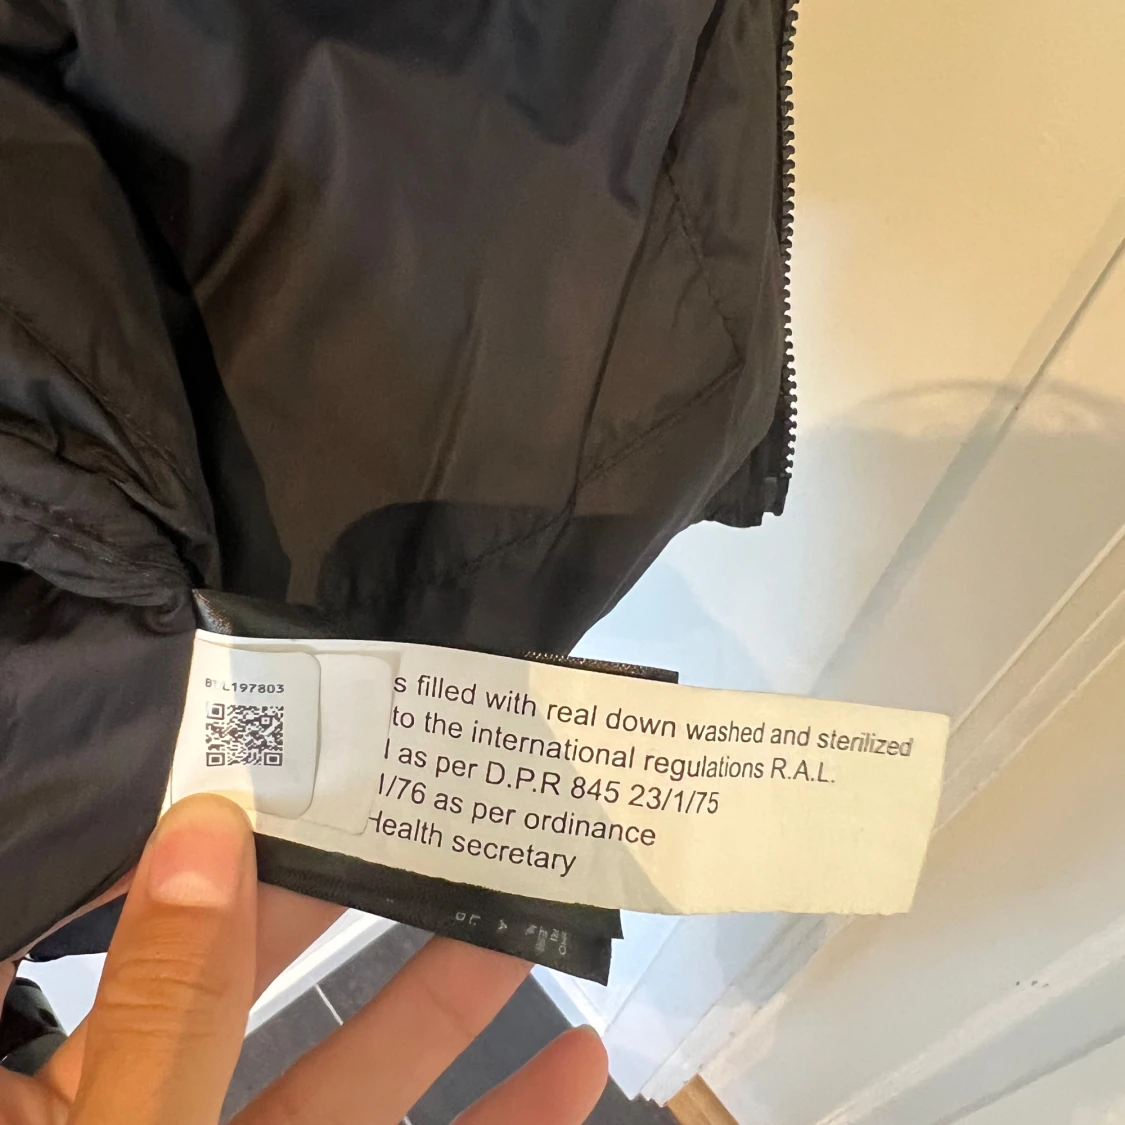 L197803
s filled with real down washed and sterilized
to the international regulations R.A.L.
as per D.P.R 845 23/1/75
1/76 as per ordinance
Health secretary